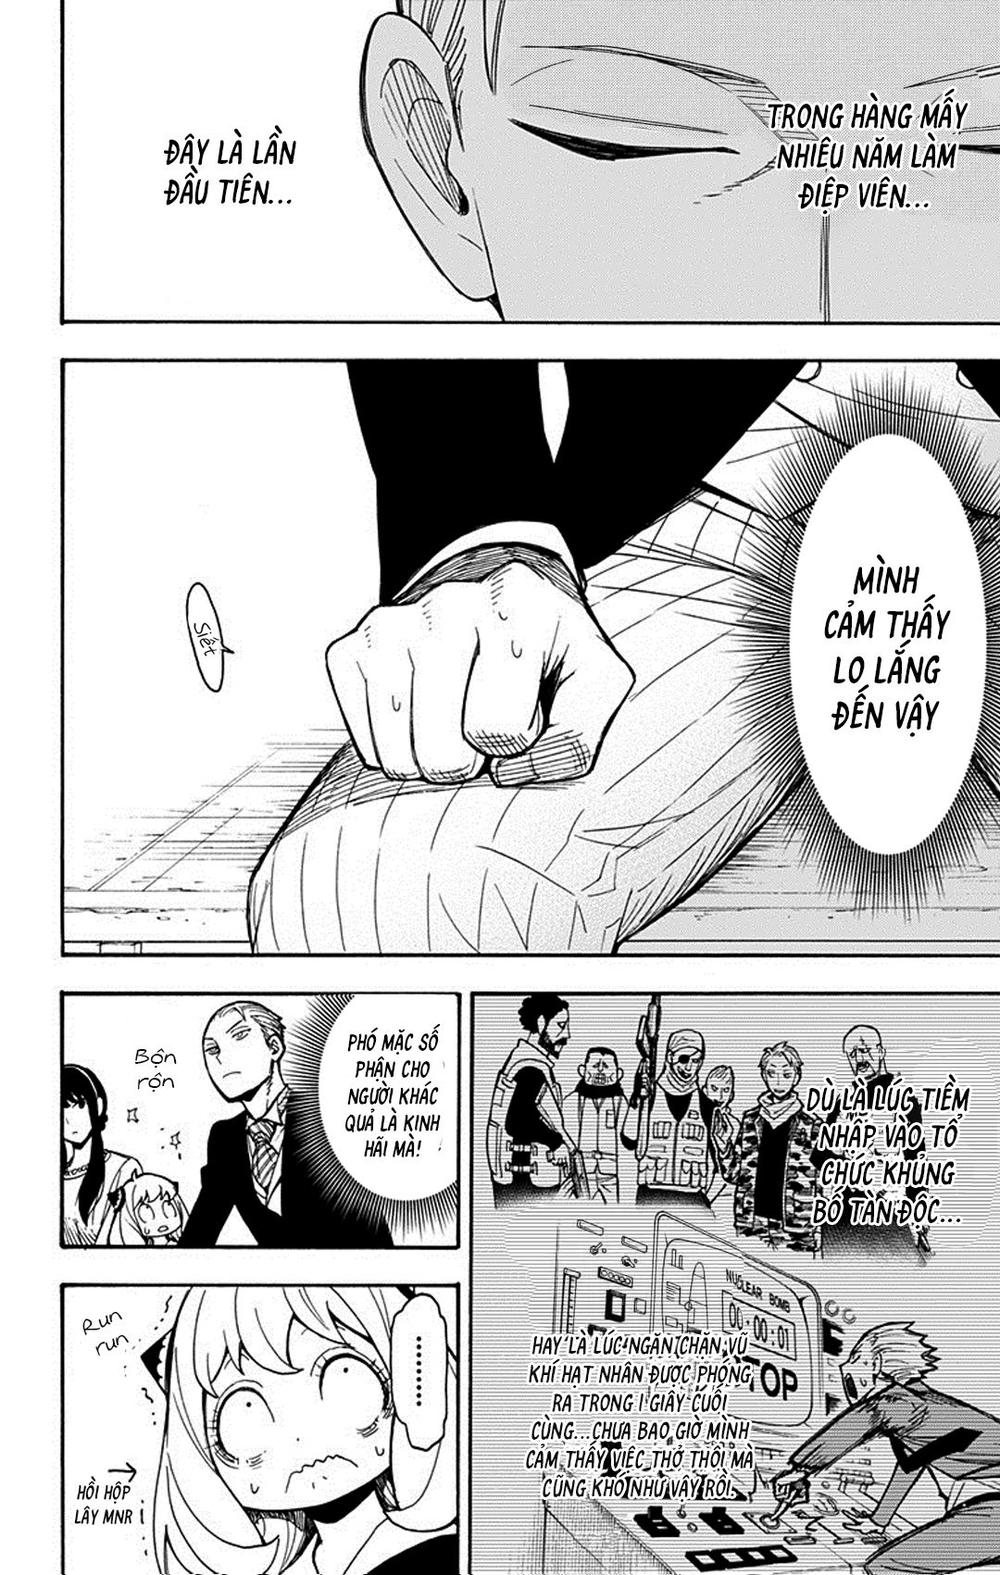 TRONG HÀNG MẤY
NHIÊU NĂM LÀM
ĐIỆP VIÊN...
ĐÂY LÀ LẦN
ĐẦU TIÊN...
MÌNH
CẢM THẤY
LO LẮNG
ĐẾN VẬY
Siết
DÙ LÀ LÚC TIỀM
NHẬP VÀO TỔ
CHỨC KHỦNG
BỐ TÀN ĐỘC...
NUCLEAR BOMB
00:00:01
STOP
HAY LÀ LÚC NGĂN CHẶN VŨ
KHÍ HẠT NHÂN ĐƯỢC PHÓNG
RA TRONG 1 GIÂY CUỐI
CÙNG...CHƯA BAO GIỜ MÌNH
CẢM THẤY VIỆC THỞ THÔI MÀ
CŨNG KHÓ NHƯ VẬY RỒI.
PHÓ MẶC SỐ
PHẬN CHO
NGƯỜI KHÁC
QUẢ LÀ KINH
HÃI MÀ!
Bộn
rộn
.........
Run
run
HỒI HỘP
LÂY MNR